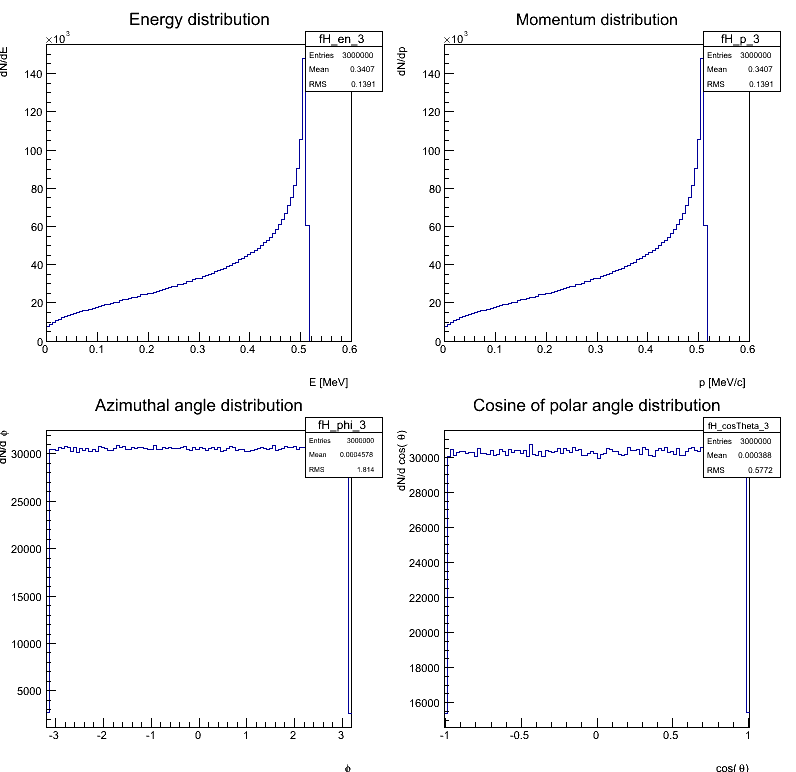 Energy distribution
×10³
dN/dE
fH_en_3
Entries 3000000
Mean 0.3407
RMS 0.1391
140
120
100
80
60
40
20
0
0 0.1 0.2 0.3 0.4 0.5 0.6
E [MeV]
Momentum distribution
×10³
dN/dp
fH_p_3
Entries 3000000
Mean 0.3407
RMS 0.1391
140
120
100
80
60
40
20
0
0 0.1 0.2 0.3 0.4 0.5 0.6
p [MeV/c]
Azimuthal angle distribution
dN/d ϕ
fH_phi_3
Entries 3000000
Mean 0.0004578
RMS 1.814
30000
25000
20000
15000
10000
5000
-3 -2 -1 0 1 2 3
ϕ
Cosine of polar angle distribution
dN/d cos( θ)
fH_cosTheta_3
Entries 3000000
Mean 0.000388
RMS 0.5772
30000
28000
26000
24000
22000
20000
18000
16000
-1 -0.5 0 0.5 1
cos( θ)